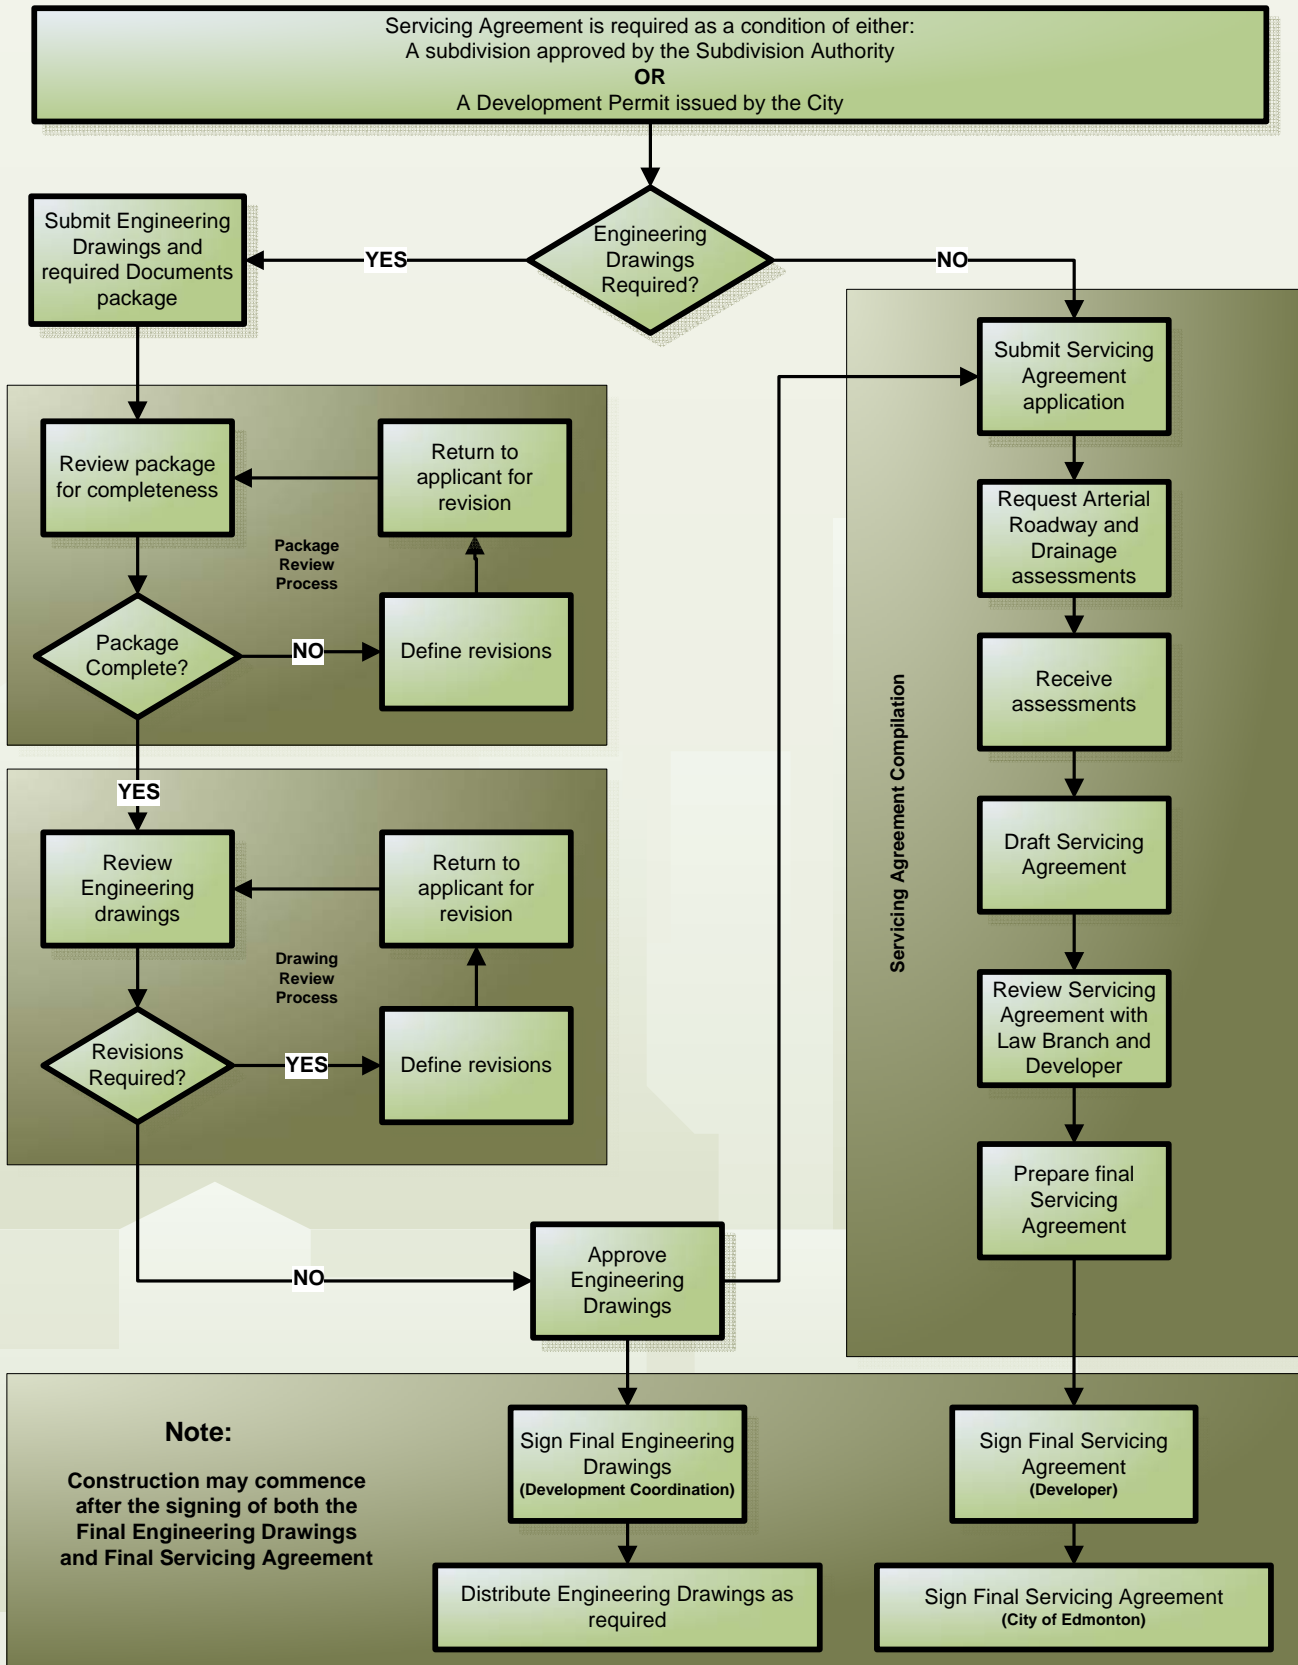 Servicing Agreement is required as a condition of either:
A subdivision approved by the Subdivision Authority
OR
A Development Permit issued by the City
Engineering
Drawings
Required?
YES
NO
Submit Engineering
Drawings and
required Documents
package
Review package
for completeness
Return to
applicant for
revision
Package
Review
Process
Package
Complete?
NO
Define revisions
YES
Review
Engineering
drawings
Return to
applicant for
revision
Drawing
Review
Process
Revisions
Required?
YES
Define revisions
NO
Approve
Engineering
Drawings
Servicing Agreement Compilation
Submit Servicing
Agreement
application
Request Arterial
Roadway and
Drainage
assessments
Receive
assessments
Draft Servicing
Agreement
Review Servicing
Agreement with
Law Branch and
Developer
Prepare final
Servicing
Agreement
Note:
Construction may commence
after the signing of both the
Final Engineering Drawings
and Final Servicing Agreement
Sign Final Engineering
Drawings
(Development Coordination)
Distribute Engineering Drawings as
required
Sign Final Servicing
Agreement
(Developer)
Sign Final Servicing Agreement
(City of Edmonton)